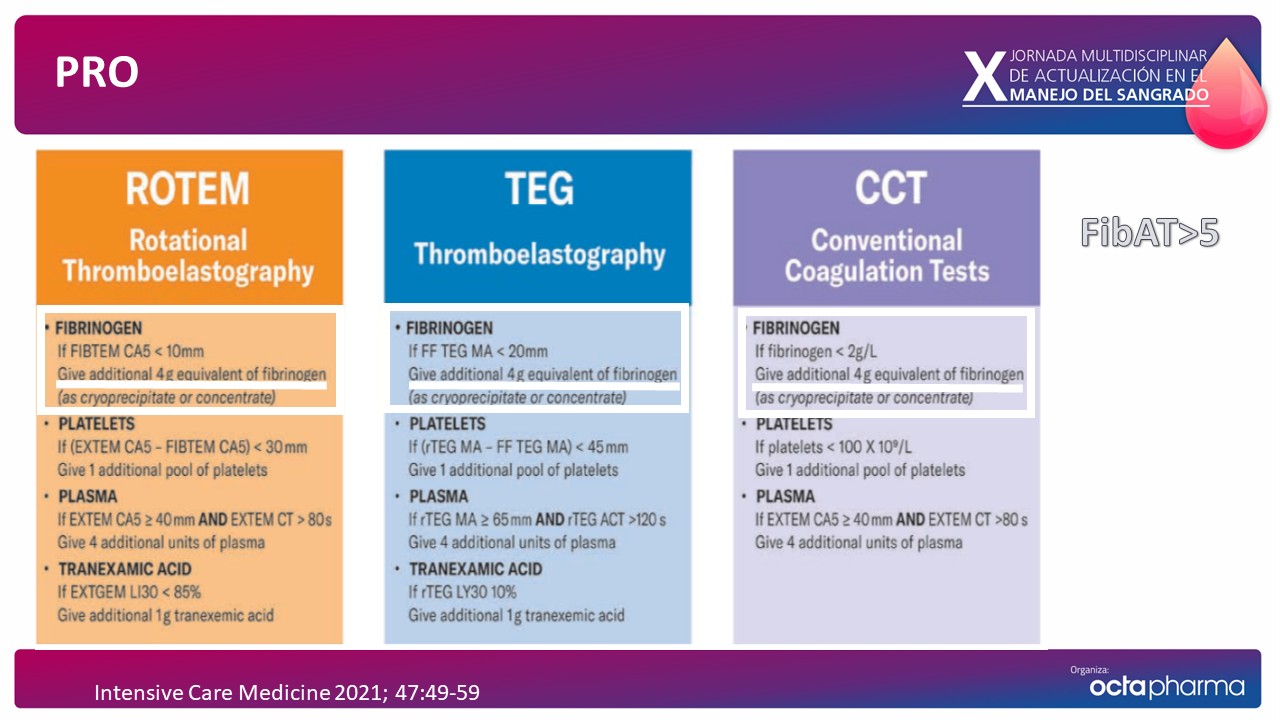 PRO
X JORNADA MULTIDISCIPLINAR
DE ACTUALIZACIÓN EN EL
MANEJO DEL SANGRADO
ROTEM
Rotational
Thromboelastography
• FIBRINOGEN
If FIBTEM CA5 < 10mm
Give additional 4g equivalent of fibrinogen
(as cryoprecipitate or concentrate)
• PLATELETS
If (EXTEM CA5 – FIBTEM CA5) < 30mm
Give 1 additional pool of platelets
• PLASMA
If EXTEM CA5 ≥ 40mm AND EXTEM CT > 80s
Give 4 additional units of plasma
• TRANEXAMIC ACID
If EXTGEM LI30 < 85%
Give additional 1g tranexemic acid
TEG
Thromboelastography
• FIBRINOGEN
If FF TEG MA < 20mm
Give additional 4g equivalent of fibrinogen
(as cryoprecipitate or concentrate)
• PLATELETS
If (rTEG MA – FF TEG MA) < 45mm
Give 1 additional pool of platelets
• PLASMA
If rTEG MA ≥ 65mm AND rTEG ACT >120 s
Give 4 additional units of plasma
• TRANEXAMIC ACID
If rTEG LY30 10%
Give additional 1g tranexemic acid
CCT
Conventional
Coagulation Tests
• FIBRINOGEN
If fibrinogen < 2g/L
Give additional 4g equivalent of fibrinogen
(as cryoprecipitate or concentrate)
• PLATELETS
If platelets < 100 X 10⁹/L
Give 1 additional pool of platelets
• PLASMA
If EXTEM CA5 ≥ 40mm AND EXTEM CT >80 s
Give 4 additional units of plasma
FibAT>5
Intensive Care Medicine 2021; 47:49-59
Organiza:
octapharma